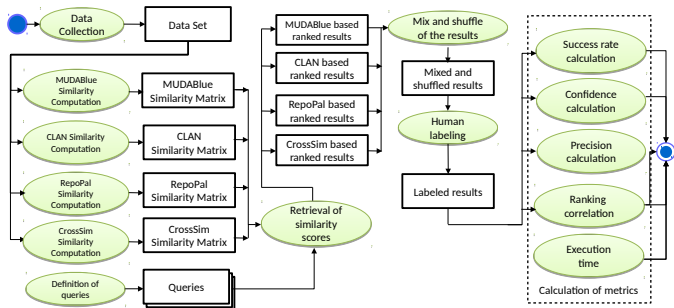 Data
Collection
Data Set
MUDABlue
Similarity
Computation
MUDABlue
Similarity Matrix
CLAN Similarity
Computation
CLAN
Similarity Matrix
RepoPal
Similarity
Computation
RepoPal
Similarity Matrix
CrossSim
Similarity
Computation
CrossSim
Similarity Matrix
Definition of
queries
Queries
Retrieval of
similarity
scores
MUDABlue based
ranked results
CLAN based
ranked results
RepoPal based
ranked results
CrossSim based
ranked results
Mix and shuffle
of the results
Mixed and
shuffled results
Human
labeling
Labeled results
Success rate
calculation
Confidence
calculation
Precision
calculation
Ranking
correlation
Execution
time
Calculation of metrics